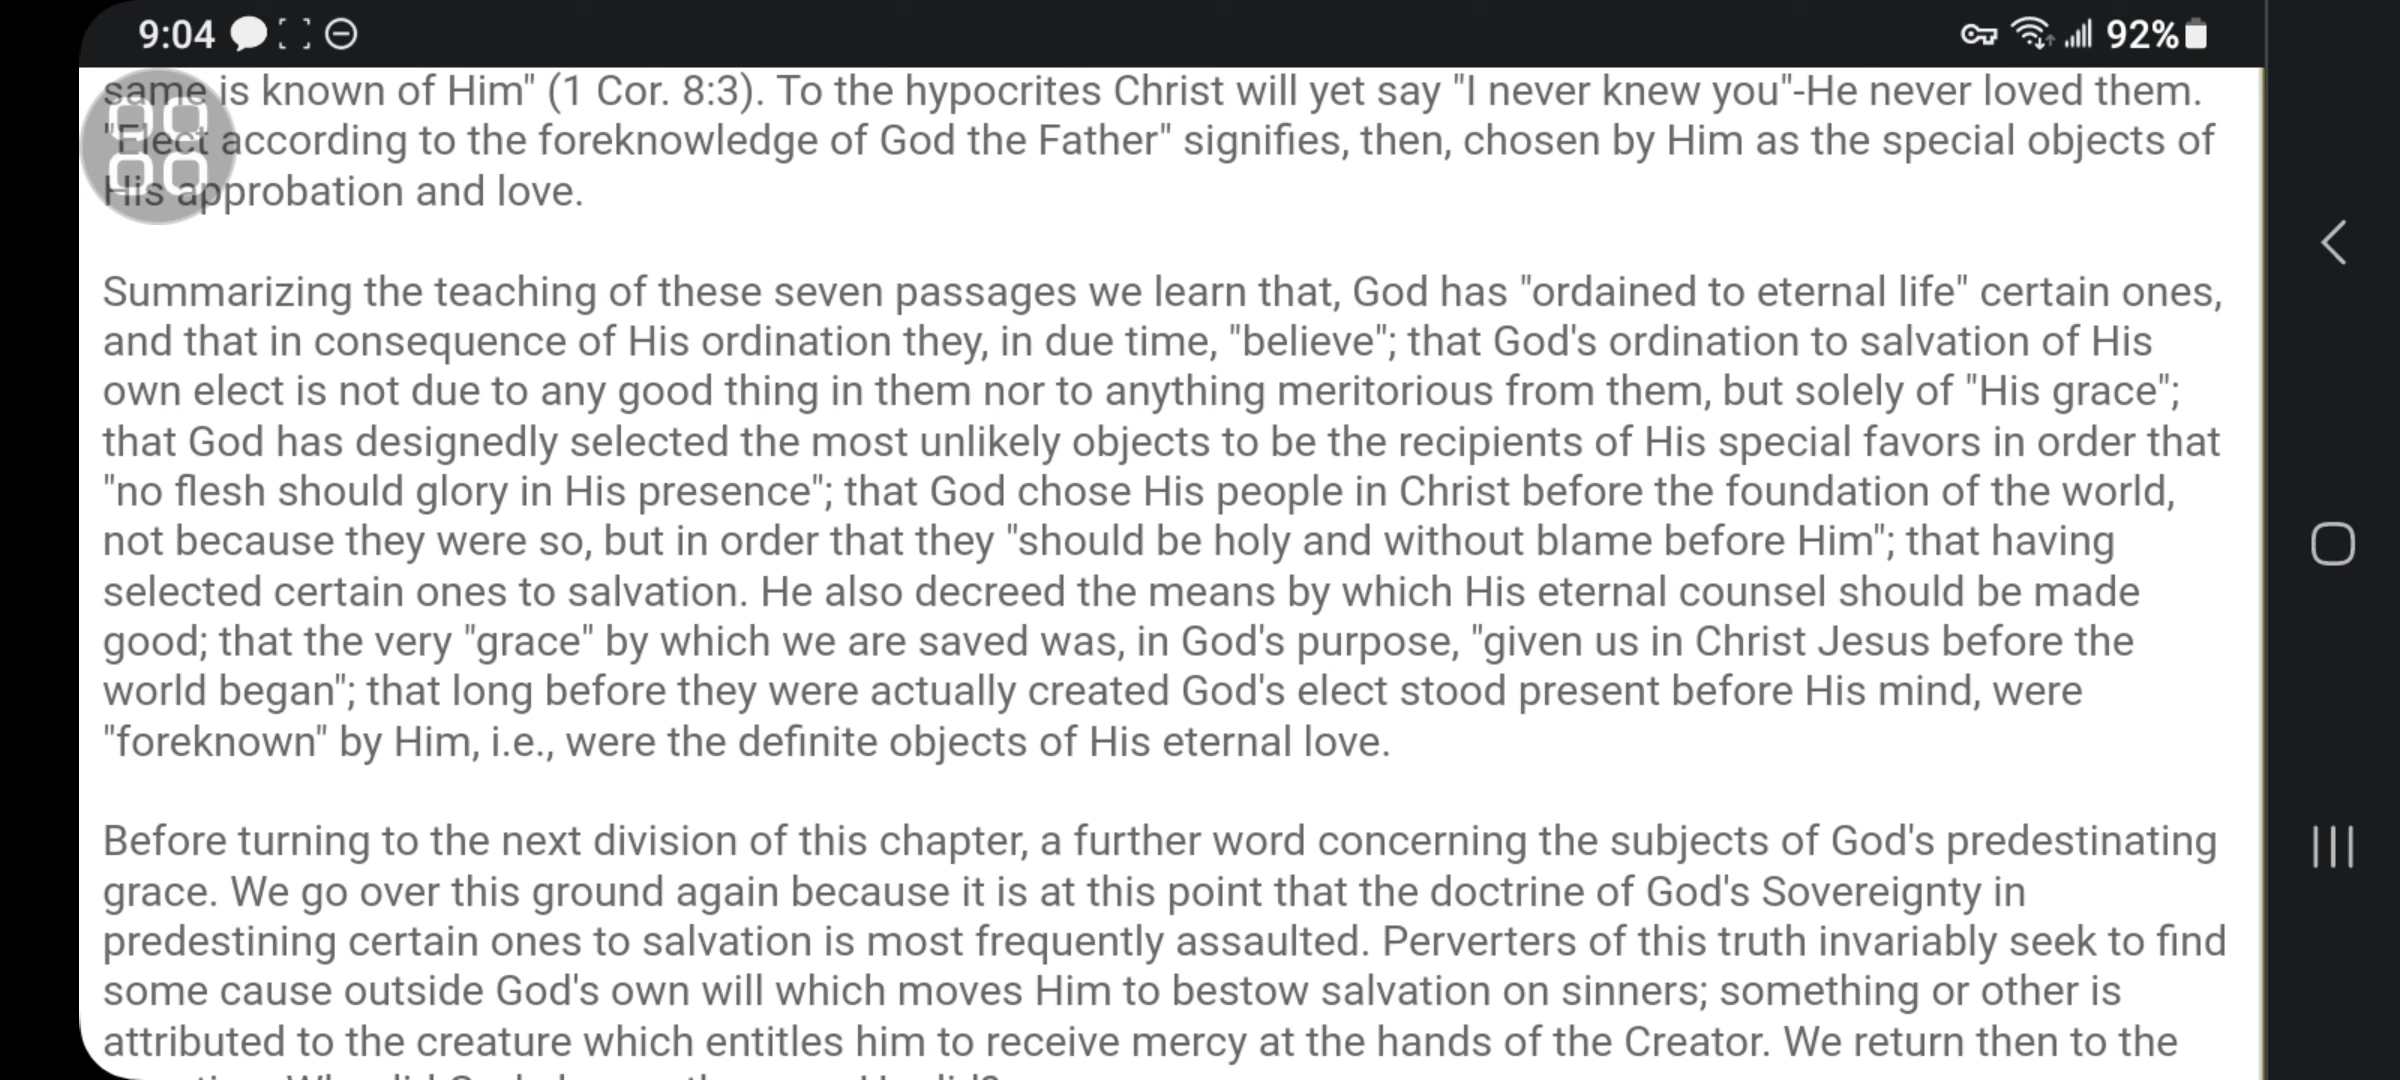 9:04 92%
same is known of Him" (1 Cor. 8:3). To the hypocrites Christ will yet say "I never knew you"-He never loved them.
"Elect according to the foreknowledge of God the Father" signifies, then, chosen by Him as the special objects of
His approbation and love.
Summarizing the teaching of these seven passages we learn that, God has "ordained to eternal life" certain ones,
and that in consequence of His ordination they, in due time, "believe"; that God's ordination to salvation of His
own elect is not due to any good thing in them nor to anything meritorious from them, but solely of "His grace";
that God has designedly selected the most unlikely objects to be the recipients of His special favors in order that
"no flesh should glory in His presence"; that God chose His people in Christ before the foundation of the world,
not because they were so, but in order that they "should be holy and without blame before Him"; that having
selected certain ones to salvation. He also decreed the means by which His eternal counsel should be made
good; that the very "grace" by which we are saved was, in God's purpose, "given us in Christ Jesus before the
world began"; that long before they were actually created God's elect stood present before His mind, were
"foreknown" by Him, i.e., were the definite objects of His eternal love.
Before turning to the next division of this chapter, a further word concerning the subjects of God's predestinating
grace. We go over this ground again because it is at this point that the doctrine of God's Sovereignty in
predestining certain ones to salvation is most frequently assaulted. Perverters of this truth invariably seek to find
some cause outside God's own will which moves Him to bestow salvation on sinners; something or other is
attributed to the creature which entitles him to receive mercy at the hands of the Creator. We return then to the